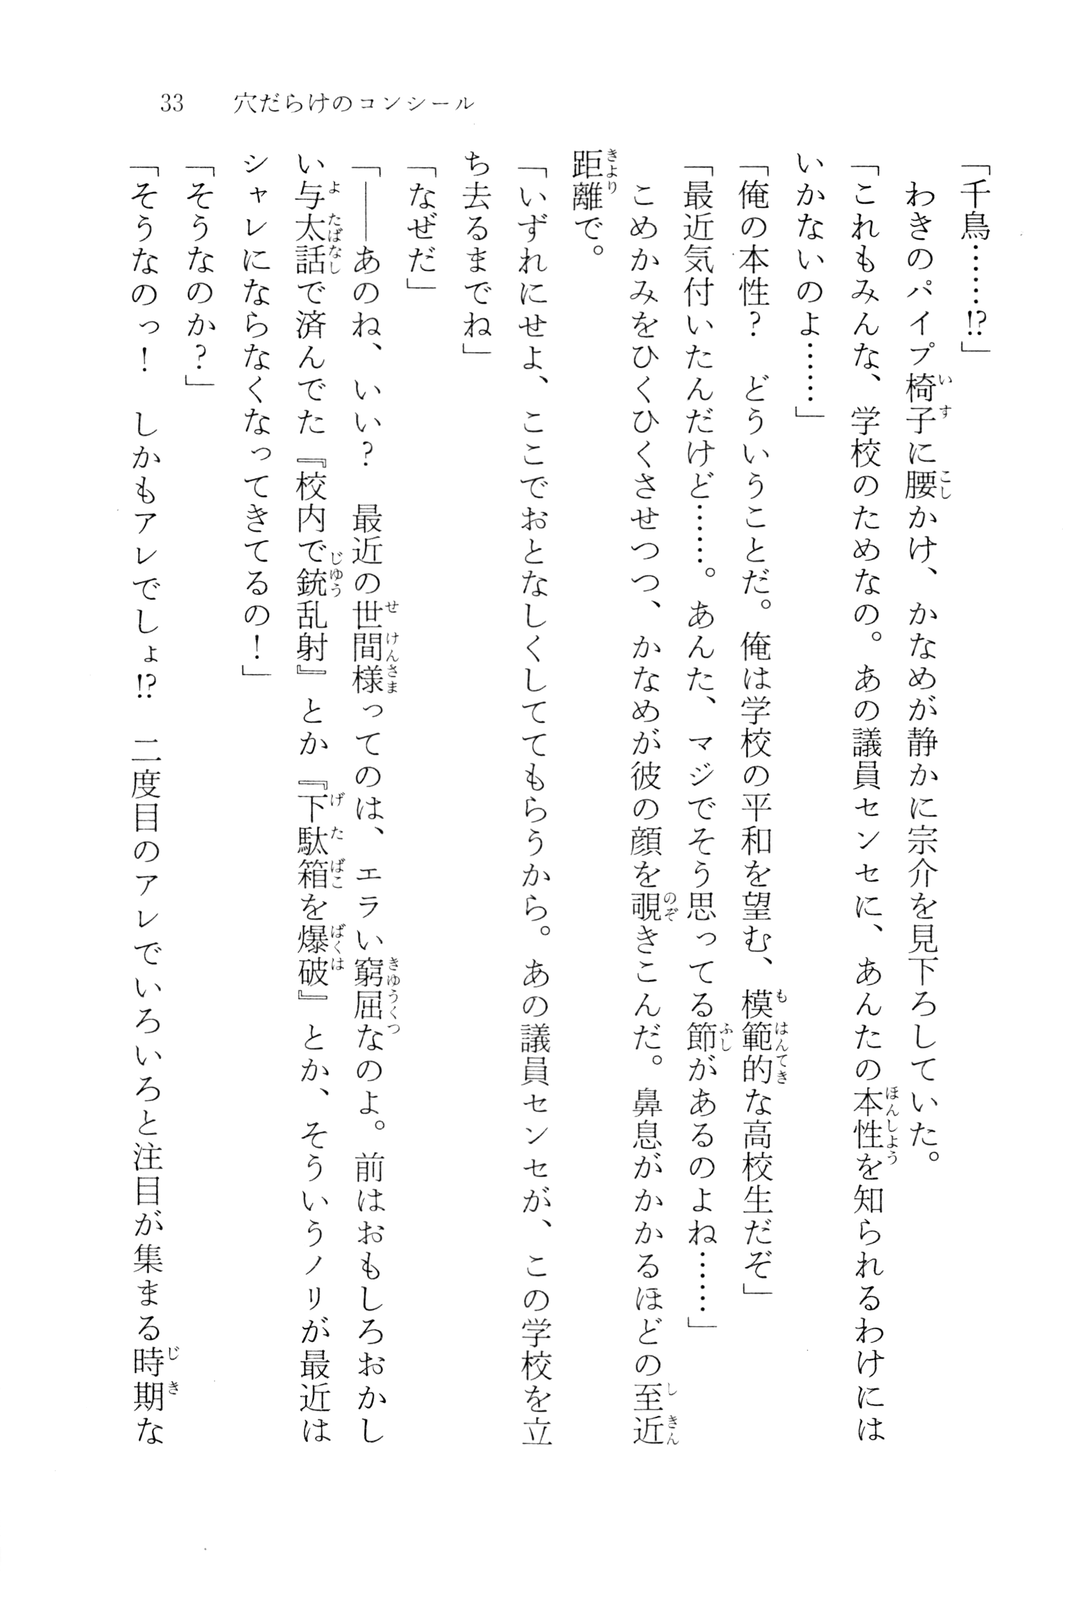 33　穴だらけのコンシール
「千鳥……!?」
　わきのパイプ椅子に腰かけ、かなめが静かに宗介を見下ろしていた。
「これもみんな、学校のためなの。あの議員センセに、あんたの本性を知られるわけには
いかないのよ……」
「俺の本性？　どういうことだ。俺は学校の平和を望む、模範的な高校生だぞ」
「最近気付いたんだけど……。あんた、マジでそう思ってる節があるのよね……」
　こめかみをひくひくさせつつ、かなめが彼の顔を覗きこんだ。鼻息がかかるほどの至近
距離で。
「いずれにせよ、ここでおとなしくしててもらうから。あの議員センセが、この学校を立
ち去るまでね」
「なぜだ」
「――あのね、いい？　最近の世間様ってのは、エラい窮屈なのよ。前はおもしろおかし
い与太話で済んでた『校内で銃乱射』とか『下駄箱を爆破』とか、そういうノリが最近は
シャレにならなくなってきてるの！」
「そうなのか？」
「そうなのっ！　しかもアレでしょ!?　二度目のアレでいろいろと注目が集まる時期な